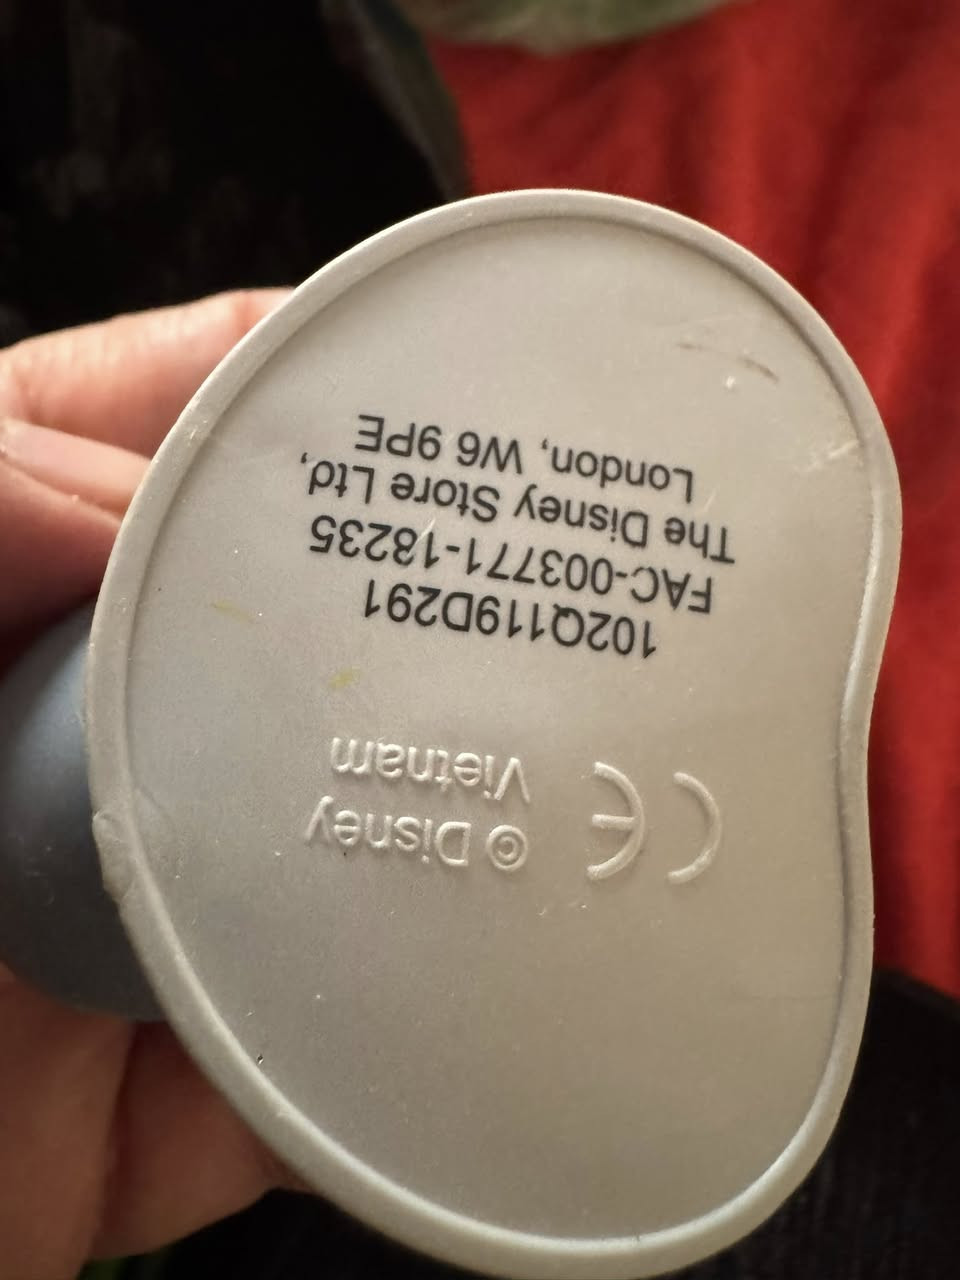 © Disney
Vietnam
CE
102Q119D291
FAC-003771-18235
The Disney Store Ltd,
London, W6 9PE